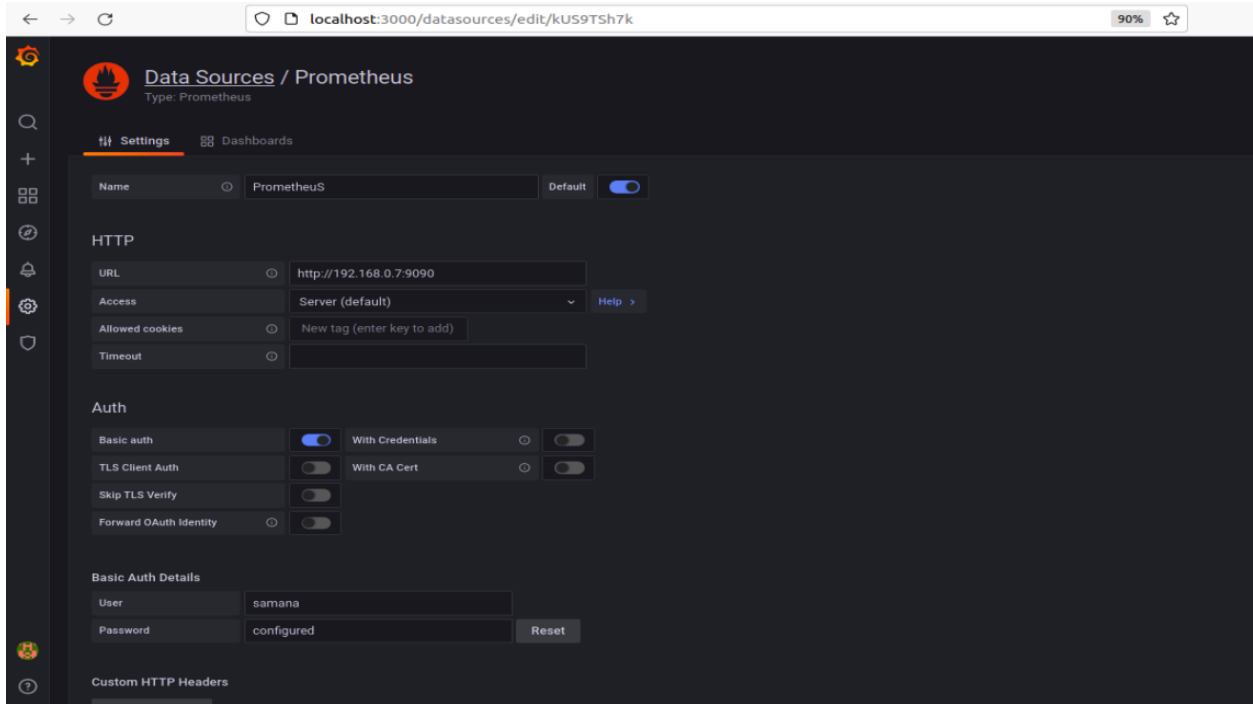 localhost:3000/datasources/edit/kUS9TSh7k 90%
Data Sources / Prometheus
Type: Prometheus
Settings Dashboards
Name PrometheuS Default
HTTP
URL http://192.168.0.7:9090
Access Server (default) Help >
Allowed cookies New tag (enter key to add)
Timeout
Auth
Basic auth With Credentials
TLS Client Auth With CA Cert
Skip TLS Verify
Forward OAuth Identity
Basic Auth Details
User samana
Password configured Reset
Custom HTTP Headers